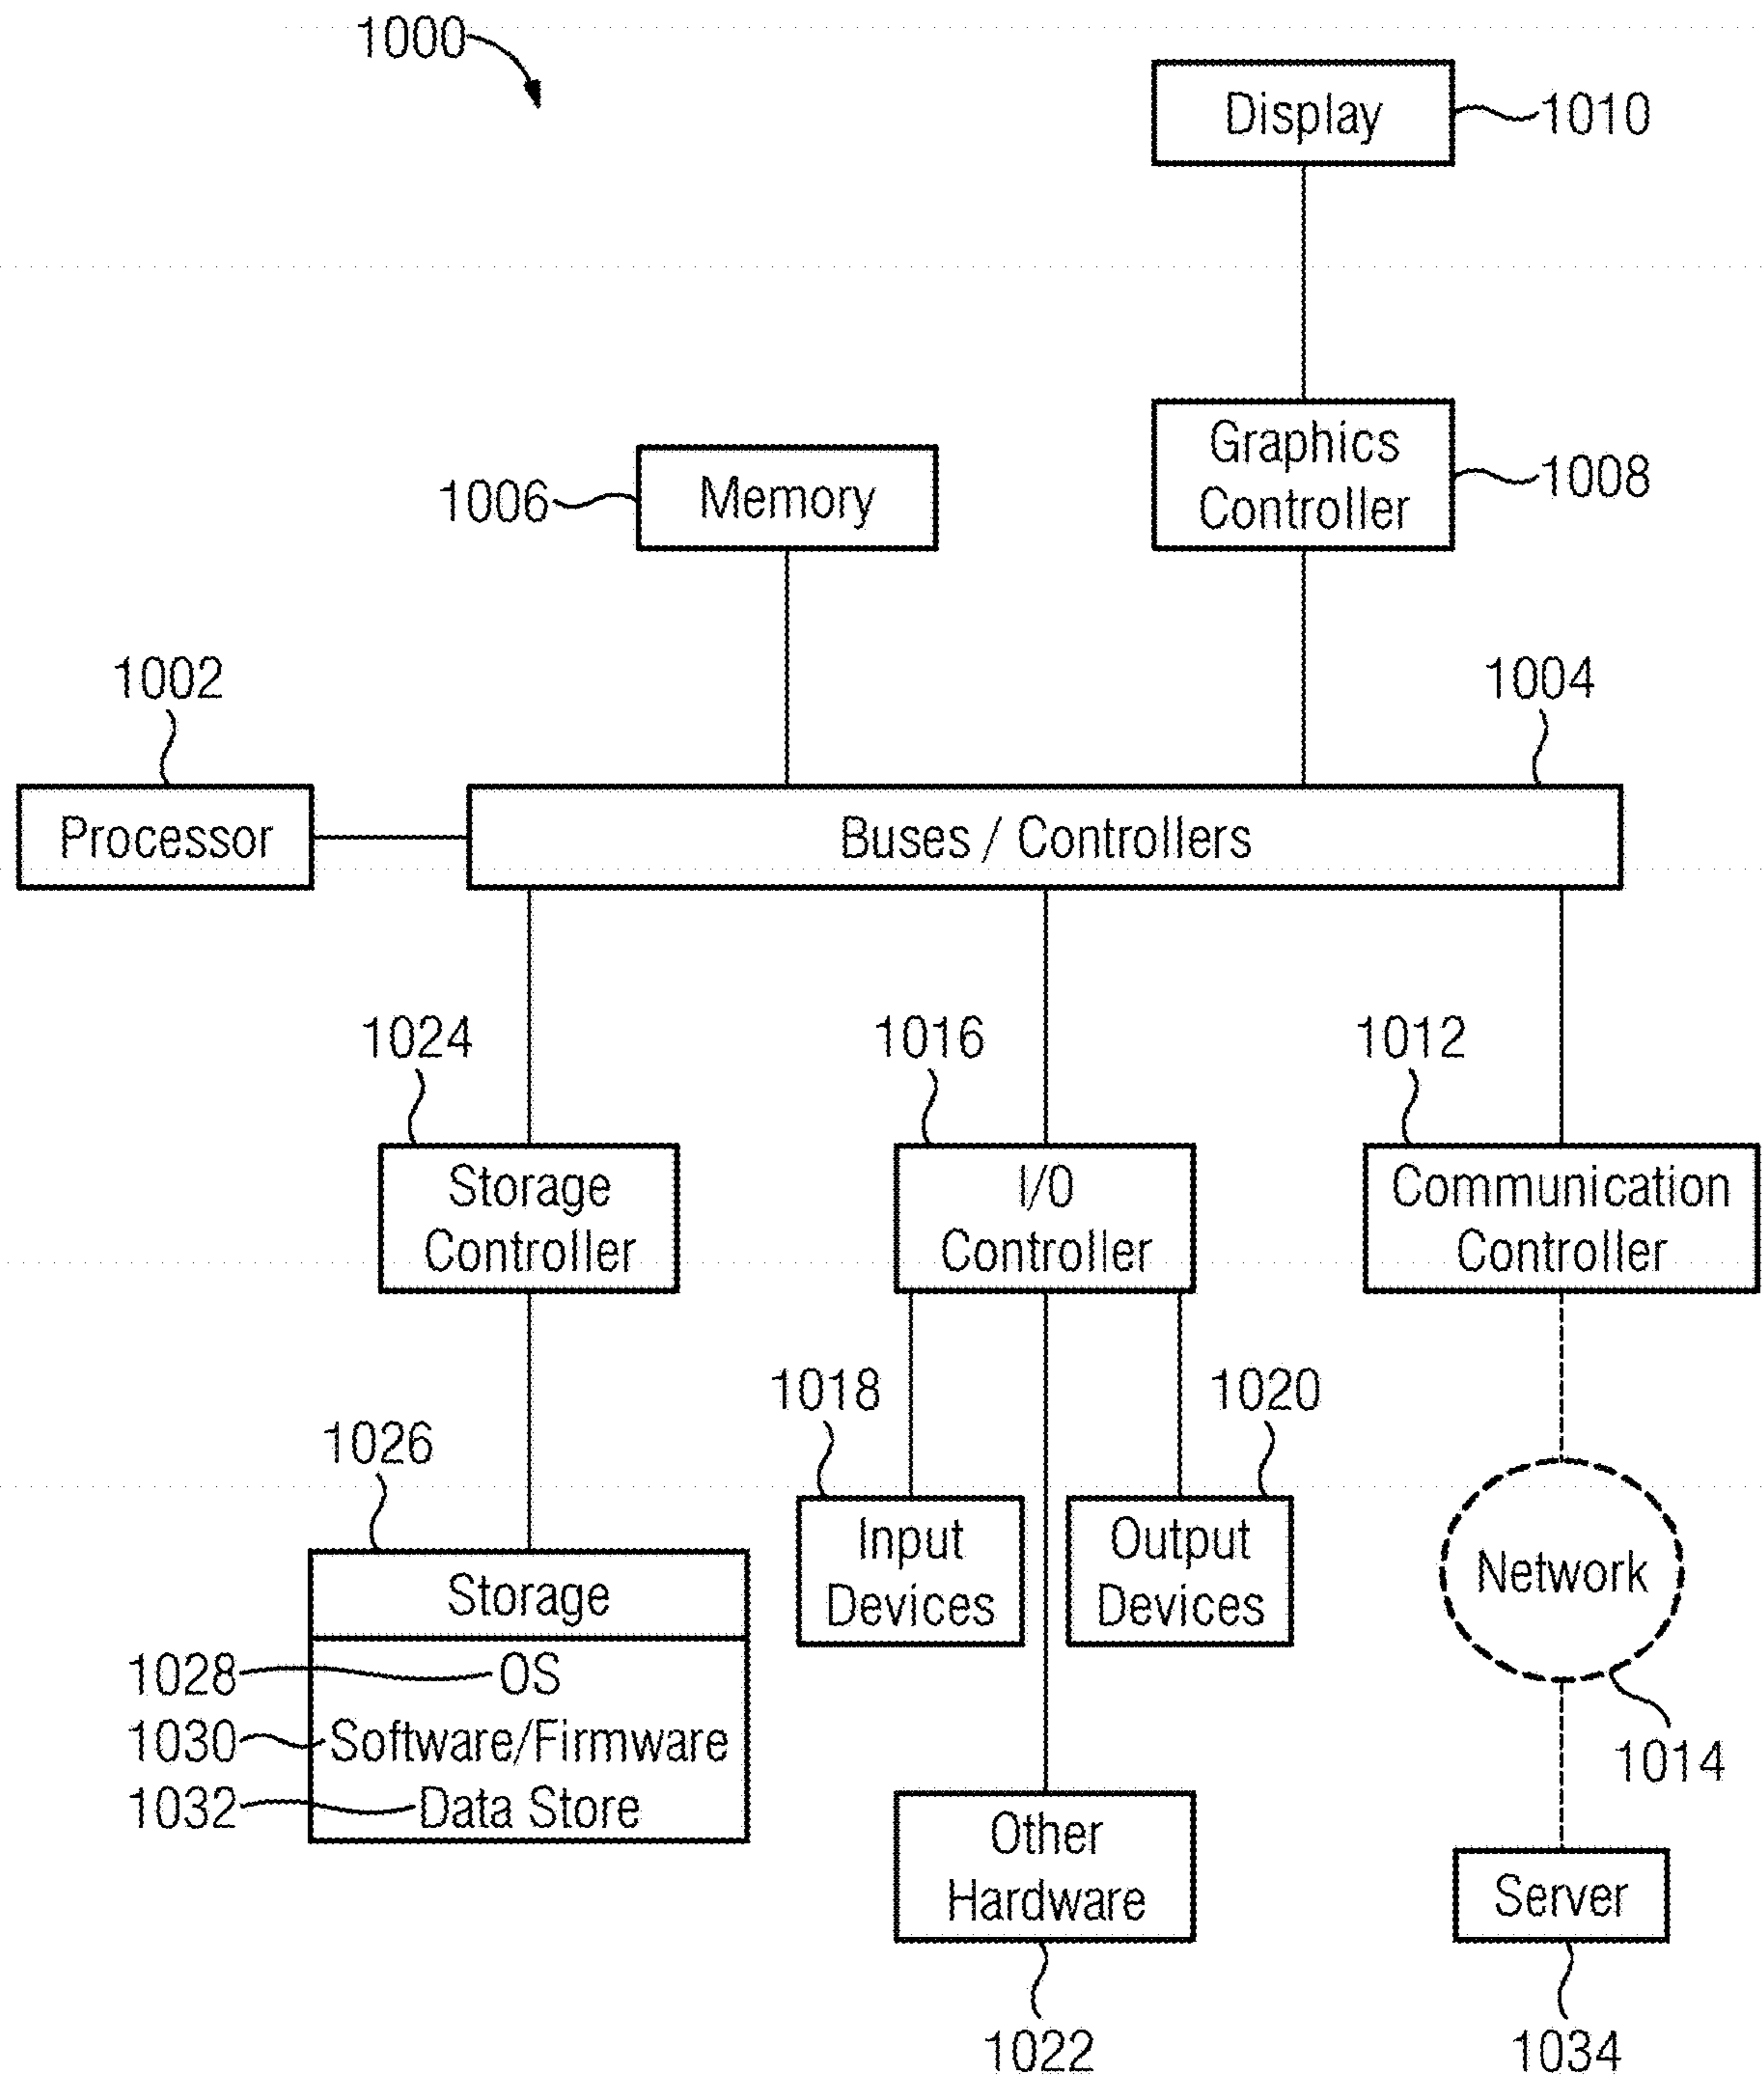 1000
Display
1010
Graphics
Controller
1008
1006
Memory
1002
1004
Processor
Buses / Controllers
1024
1016
1012
Storage
Controller
I/O
Controller
Communication
Controller
1018
1020
1026
Input
Devices
Output
Devices
Network
Storage
1028
OS
1030
Software/Firmware
1032
Data Store
1014
Other
Hardware
Server
1022
1034